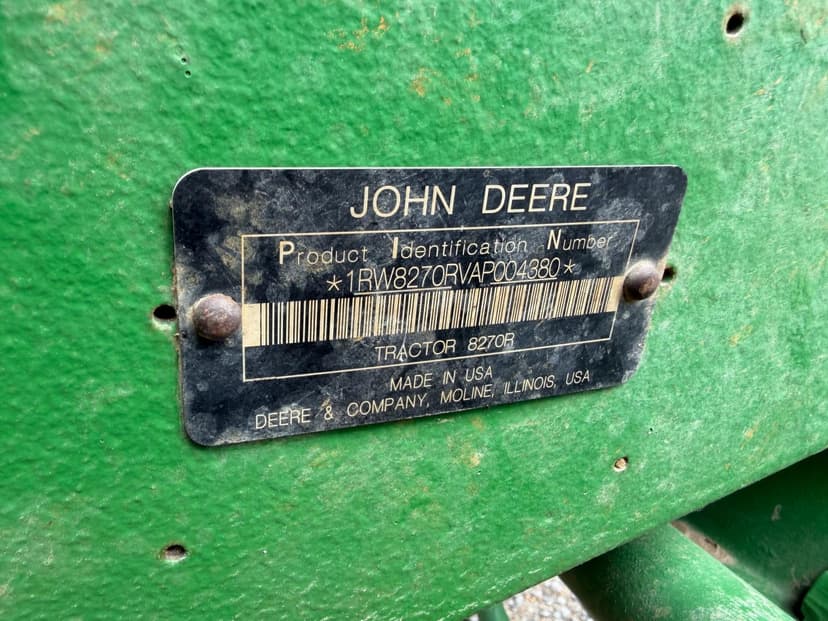 JOHN DEERE
Product Identification Number
*1RW8270RVAP004380*
TRACTOR 8270R
MADE IN USA
DEERE & COMPANY, MOLINE, ILLINOIS, USA